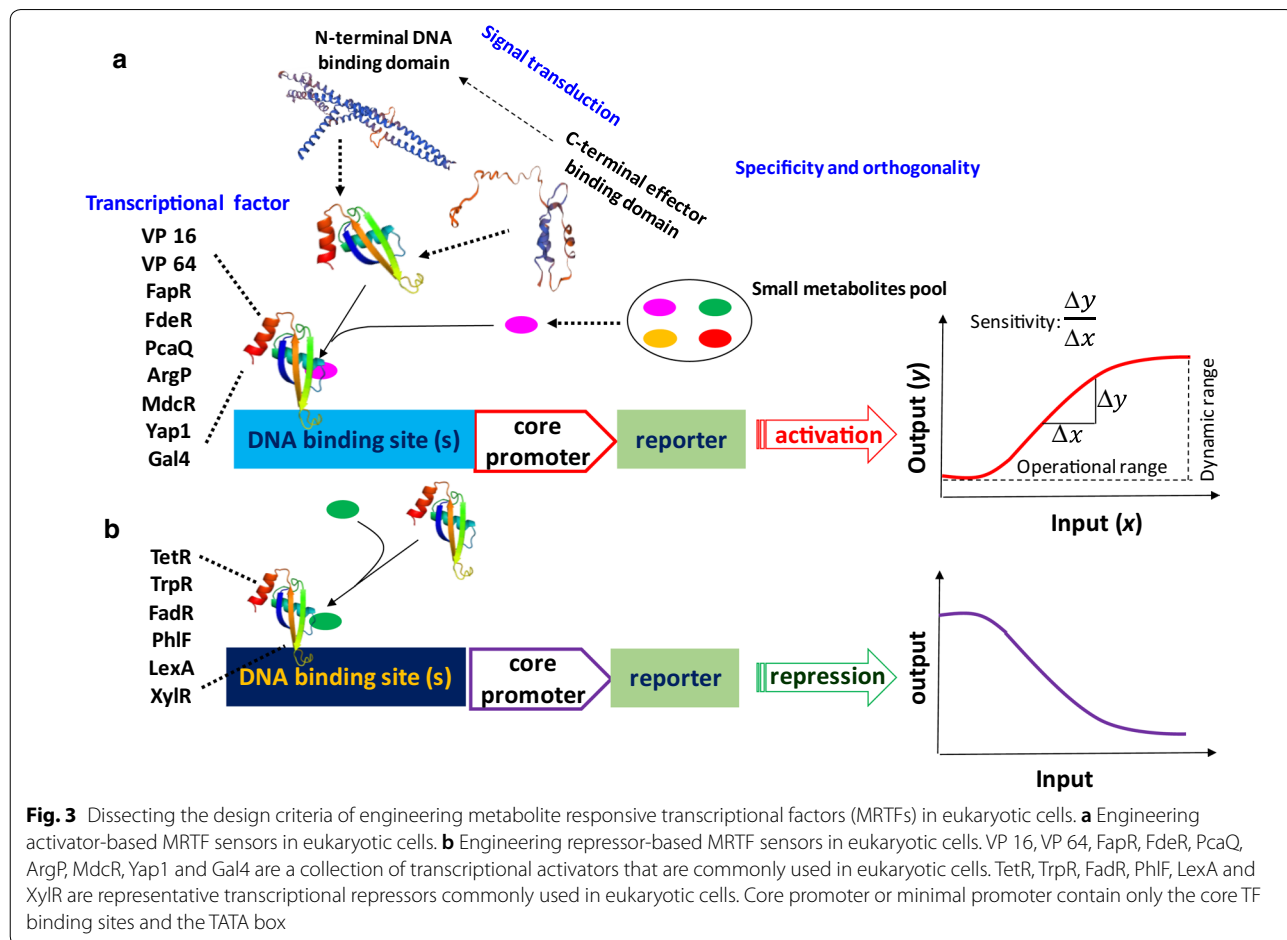 a
N-terminal DNA
binding domain
Signal transduction
C-terminal effector
binding domain
Specificity and orthogonality
Transcriptional factor
VP 16
VP 64
FapR
FdeR
PcaQ
ArgP
MdcR
Yap1
Gal4
Small metabolites pool
DNA binding site (s)
core
promoter
reporter
activation
Sensitivity: Δy/Δx
Output (y)
Δy
Δx
Operational range
Dynamic range
Input (x)
b
TetR
TrpR
FadR
PhlF
LexA
XylR
DNA binding site (s)
core
promoter
reporter
repression
output
Input
Fig. 3 Dissecting the design criteria of engineering metabolite responsive transcriptional factors (MRTFs) in eukaryotic cells. a Engineering
activator-based MRTF sensors in eukaryotic cells. b Engineering repressor-based MRTF sensors in eukaryotic cells. VP 16, VP 64, FapR, FdeR, PcaQ,
ArgP, MdcR, Yap1 and Gal4 are a collection of transcriptional activators that are commonly used in eukaryotic cells. TetR, TrpR, FadR, PhlF, LexA and
XylR are representative transcriptional repressors commonly used in eukaryotic cells. Core promoter or minimal promoter contain only the core TF
binding sites and the TATA box